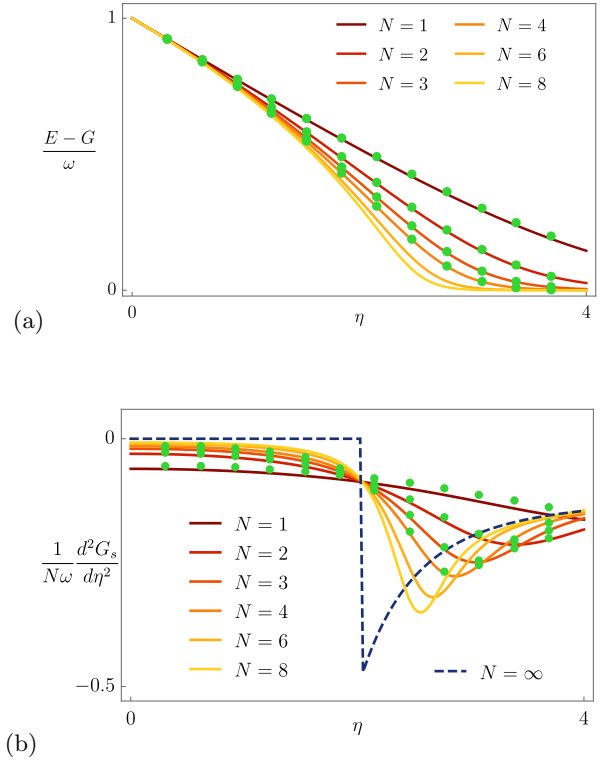 1
N = 1
N = 4
N = 2
N = 6
N = 3
N = 8
E − G
ω
0
0
η
4
(a)
0
N = 1
N = 2
N = 3
N = 4
N = 6
N = 8
1 d²Gₛ
Nω dη²
N = ∞
−0.5
0
η
4
(b)